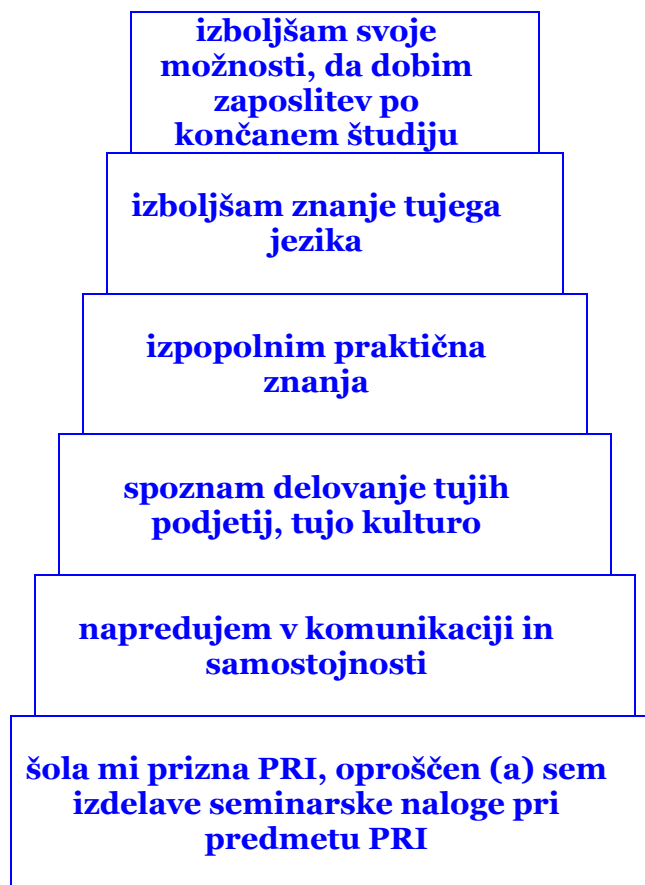 izboljšam svoje
možnosti, da dobim
zaposlitev po
končanem študiju
izboljšam znanje tujega
jezika
izpopolnim praktična
znanja
spoznam delovanje tujih
podjetij, tujo kulturo
napredujem v komunikaciji in
samostojnosti
šola mi prizna PRI, oproščen (a) sem
izdelave seminarske naloge pri
predmetu PRI